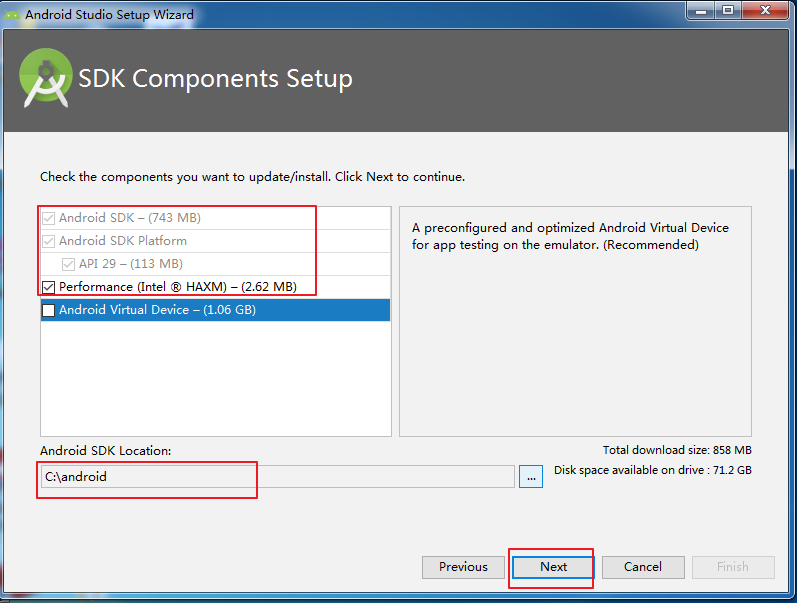 Android Studio Setup Wizard
SDK Components Setup
Check the components you want to update/install. Click Next to continue.
Android SDK – (743 MB)
Android SDK Platform
API 29 – (113 MB)
Performance (Intel ® HAXM) – (2.62 MB)
Android Virtual Device – (1.06 GB)
A preconfigured and optimized Android Virtual Device
for app testing on the emulator. (Recommended)
Android SDK Location:
Total download size: 858 MB
C:\android
...
Disk space available on drive : 71.2 GB
Previous
Next
Cancel
Finish